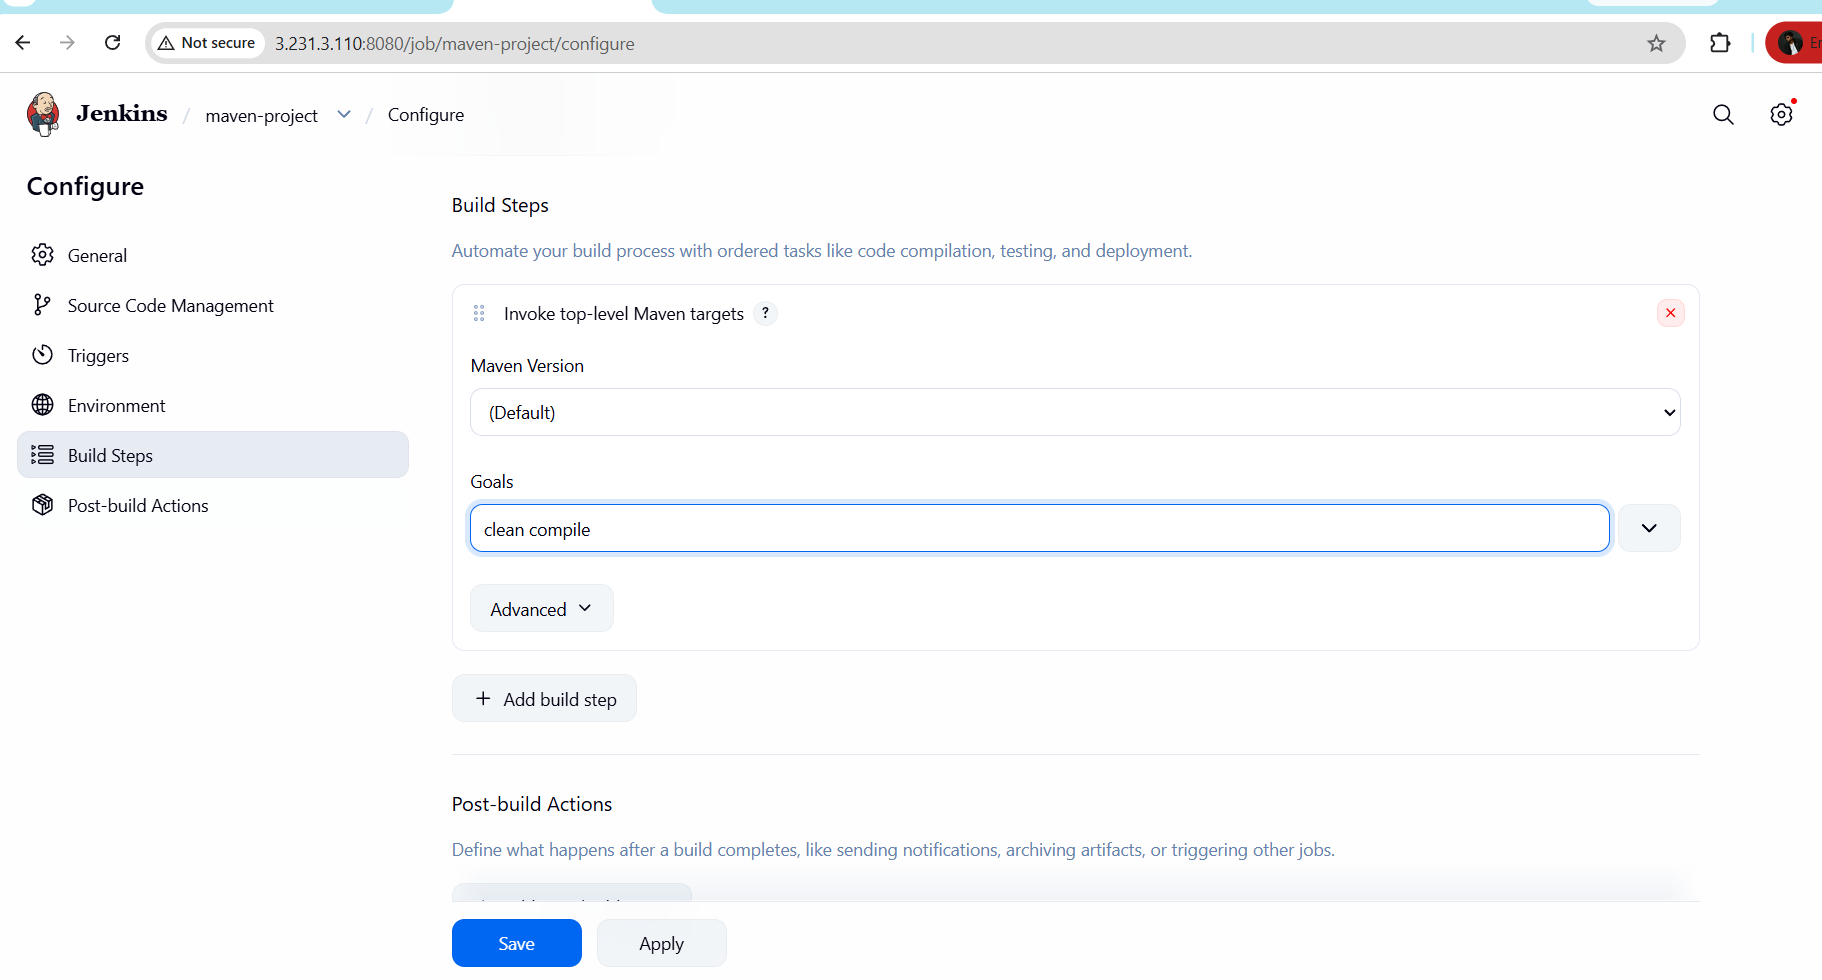 Not secure 3.231.3.110:8080/job/maven-project/configure
Jenkins / maven-project / Configure
Configure
General
Source Code Management
Triggers
Environment
Build Steps
Post-build Actions
Build Steps
Automate your build process with ordered tasks like code compilation, testing, and deployment.
Invoke top-level Maven targets ?
Maven Version
(Default)
Goals
clean compile
Advanced
+ Add build step
Post-build Actions
Define what happens after a build completes, like sending notifications, archiving artifacts, or triggering other jobs.
Save
Apply